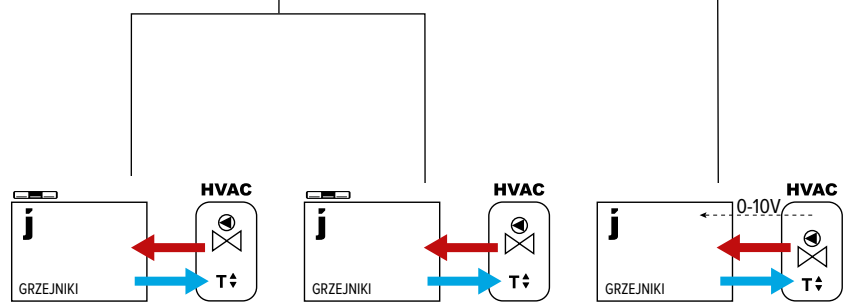 HVAC
HVAC
HVAC
j
j
j
0-10V
T
T
T
GRZEJNIKI
GRZEJNIKI
GRZEJNIKI